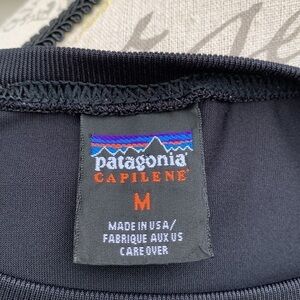 patagonia®
CAPILENE®
M
MADE IN USA/
FABRIQUE AUX US
CARE OVER